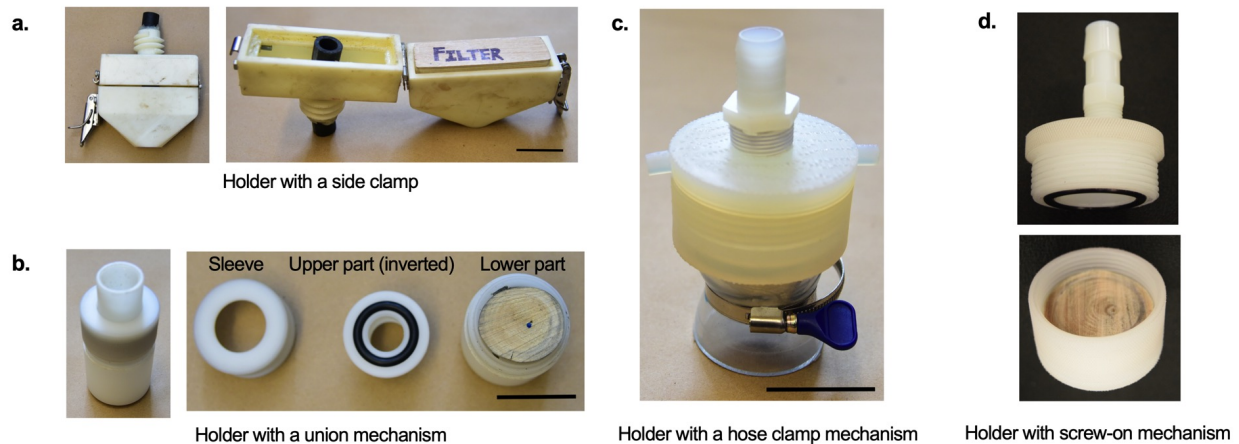 a.
FILTER
Holder with a side clamp
b.
Sleeve
Upper part (inverted)
Lower part
Holder with a union mechanism
c.
Holder with a hose clamp mechanism
d.
Holder with screw-on mechanism